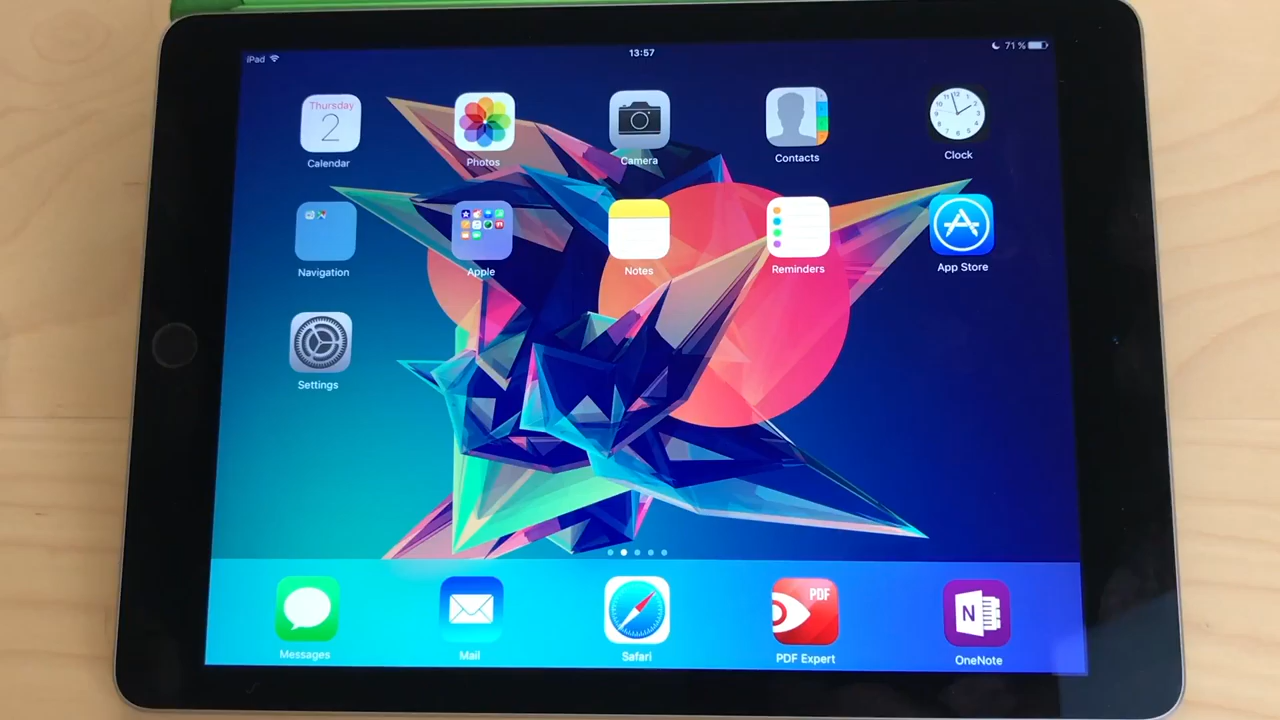 iPad 13:57 71 %
Thursday
2
Calendar Photos Camera Contacts Clock
Navigation Apple Notes Reminders App Store
Settings
PDF
N
Messages Mail Safari PDF Expert OneNote